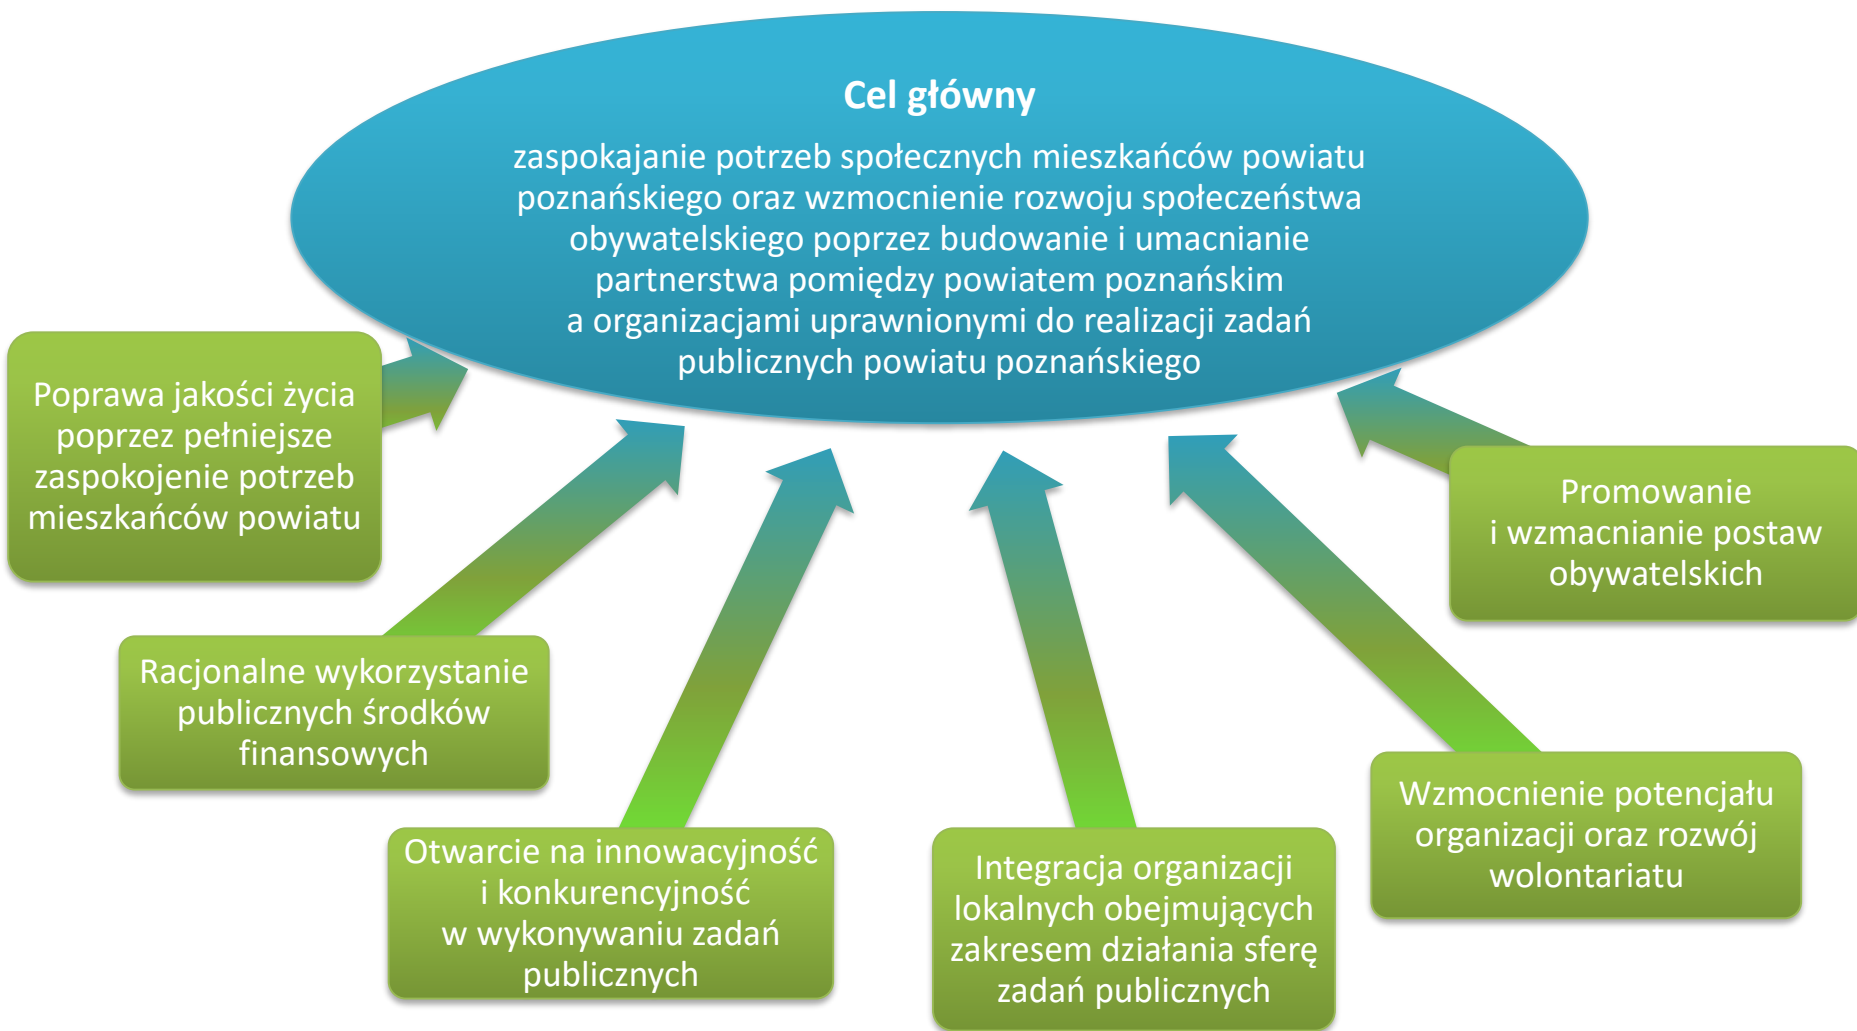 Cel główny
zaspokajanie potrzeb społecznych mieszkańców powiatu
poznańskiego oraz wzmocnienie rozwoju społeczeństwa
obywatelskiego poprzez budowanie i umacnianie
partnerstwa pomiędzy powiatem poznańskim
a organizacjami uprawnionymi do realizacji zadań
publicznych powiatu poznańskiego
Poprawa jakości życia
poprzez pełniejsze
zaspokojenie potrzeb
mieszkańców powiatu
Racjonalne wykorzystanie
publicznych środków
finansowych
Otwarcie na innowacyjność
i konkurencyjność
w wykonywaniu zadań
publicznych
Integracja organizacji
lokalnych obejmujących
zakresem działania sferę
zadań publicznych
Wzmocnienie potencjału
organizacji oraz rozwój
wolontariatu
Promowanie
i wzmacnianie postaw
obywatelskich